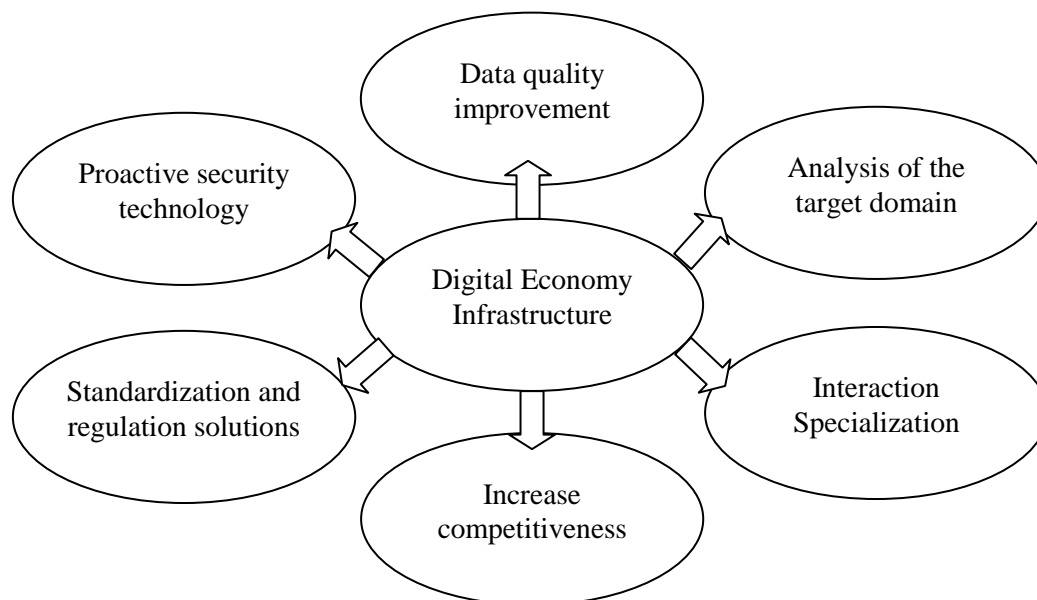 Data quality
improvement
Proactive security
technology
Analysis of the
target domain
Digital Economy
Infrastructure
Standardization and
regulation solutions
Interaction
Specialization
Increase
competitiveness